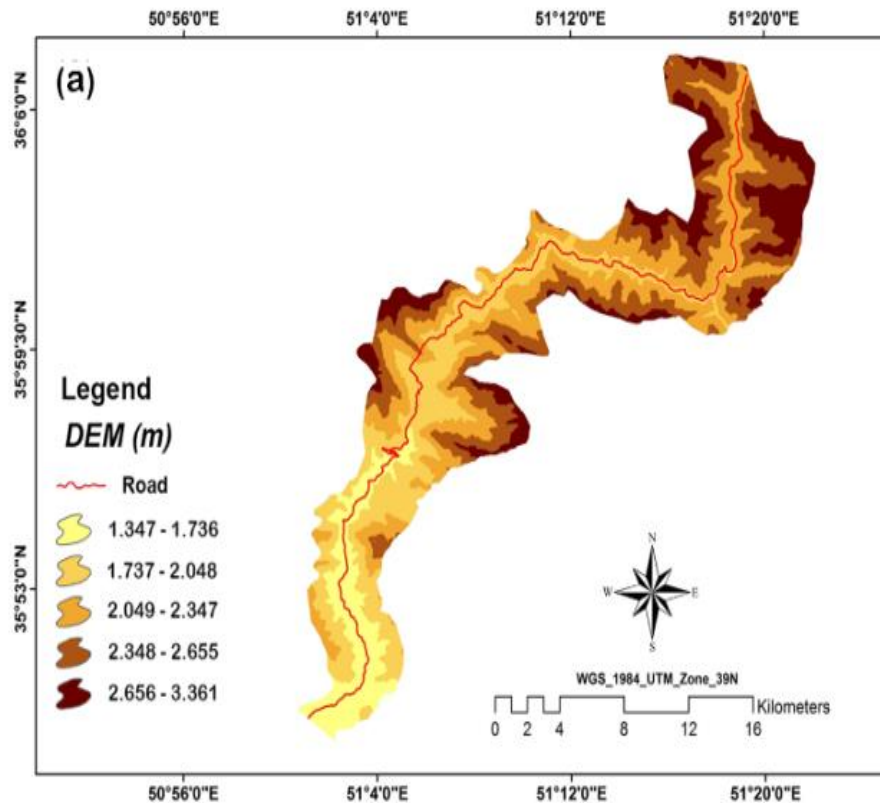 50°56'0"E 51°4'0"E 51°12'0"E 51°20'0"E
(a)
36°6'0"N
35°59'30"N
35°53'0"N
Legend
DEM (m)
Road
1.347 - 1.736
1.737 - 2.048
2.049 - 2.347
2.348 - 2.655
2.656 - 3.361
N
W E
S
WGS_1984_UTM_Zone_39N
Kilometers
0 2 4 8 12 16
50°56'0"E 51°4'0"E 51°12'0"E 51°20'0"E